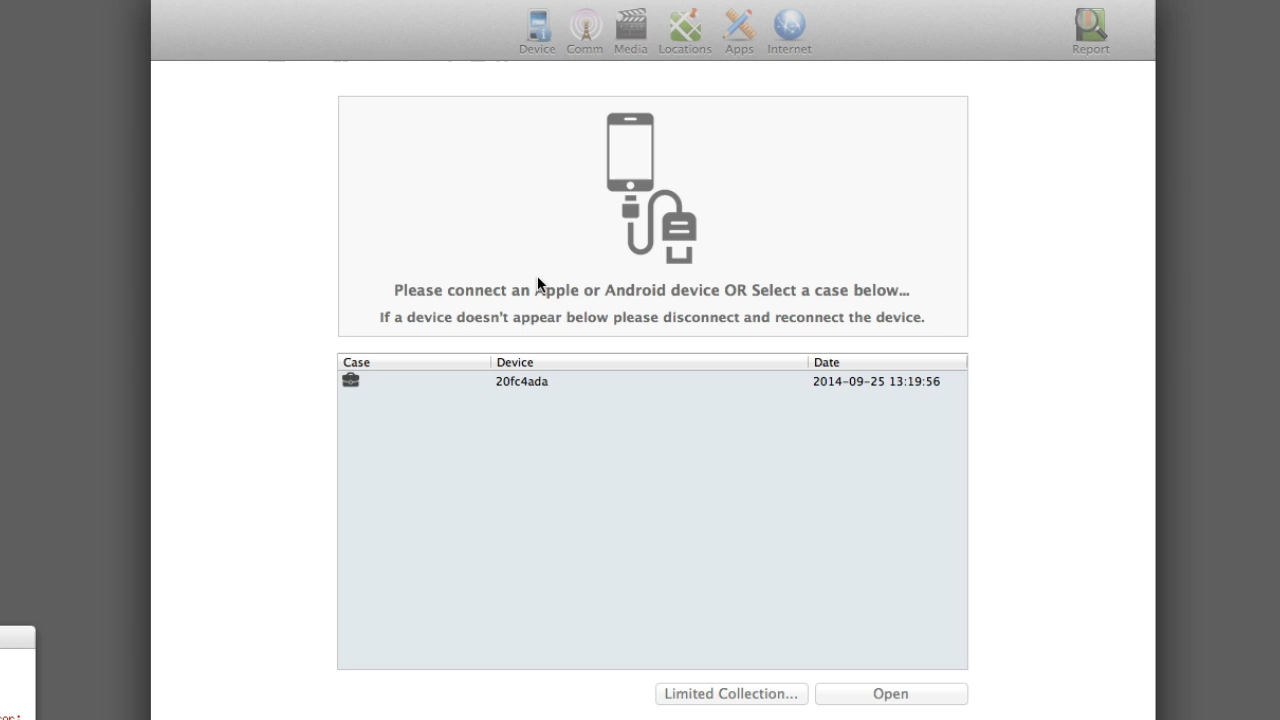 Device Comm Media Locations Apps Internet Report
Please connect an Apple or Android device OR Select a case below...
If a device doesn't appear below please disconnect and reconnect the device.
Case Device Date
20fc4ada 2014-09-25 13:19:56
Limited Collection... Open